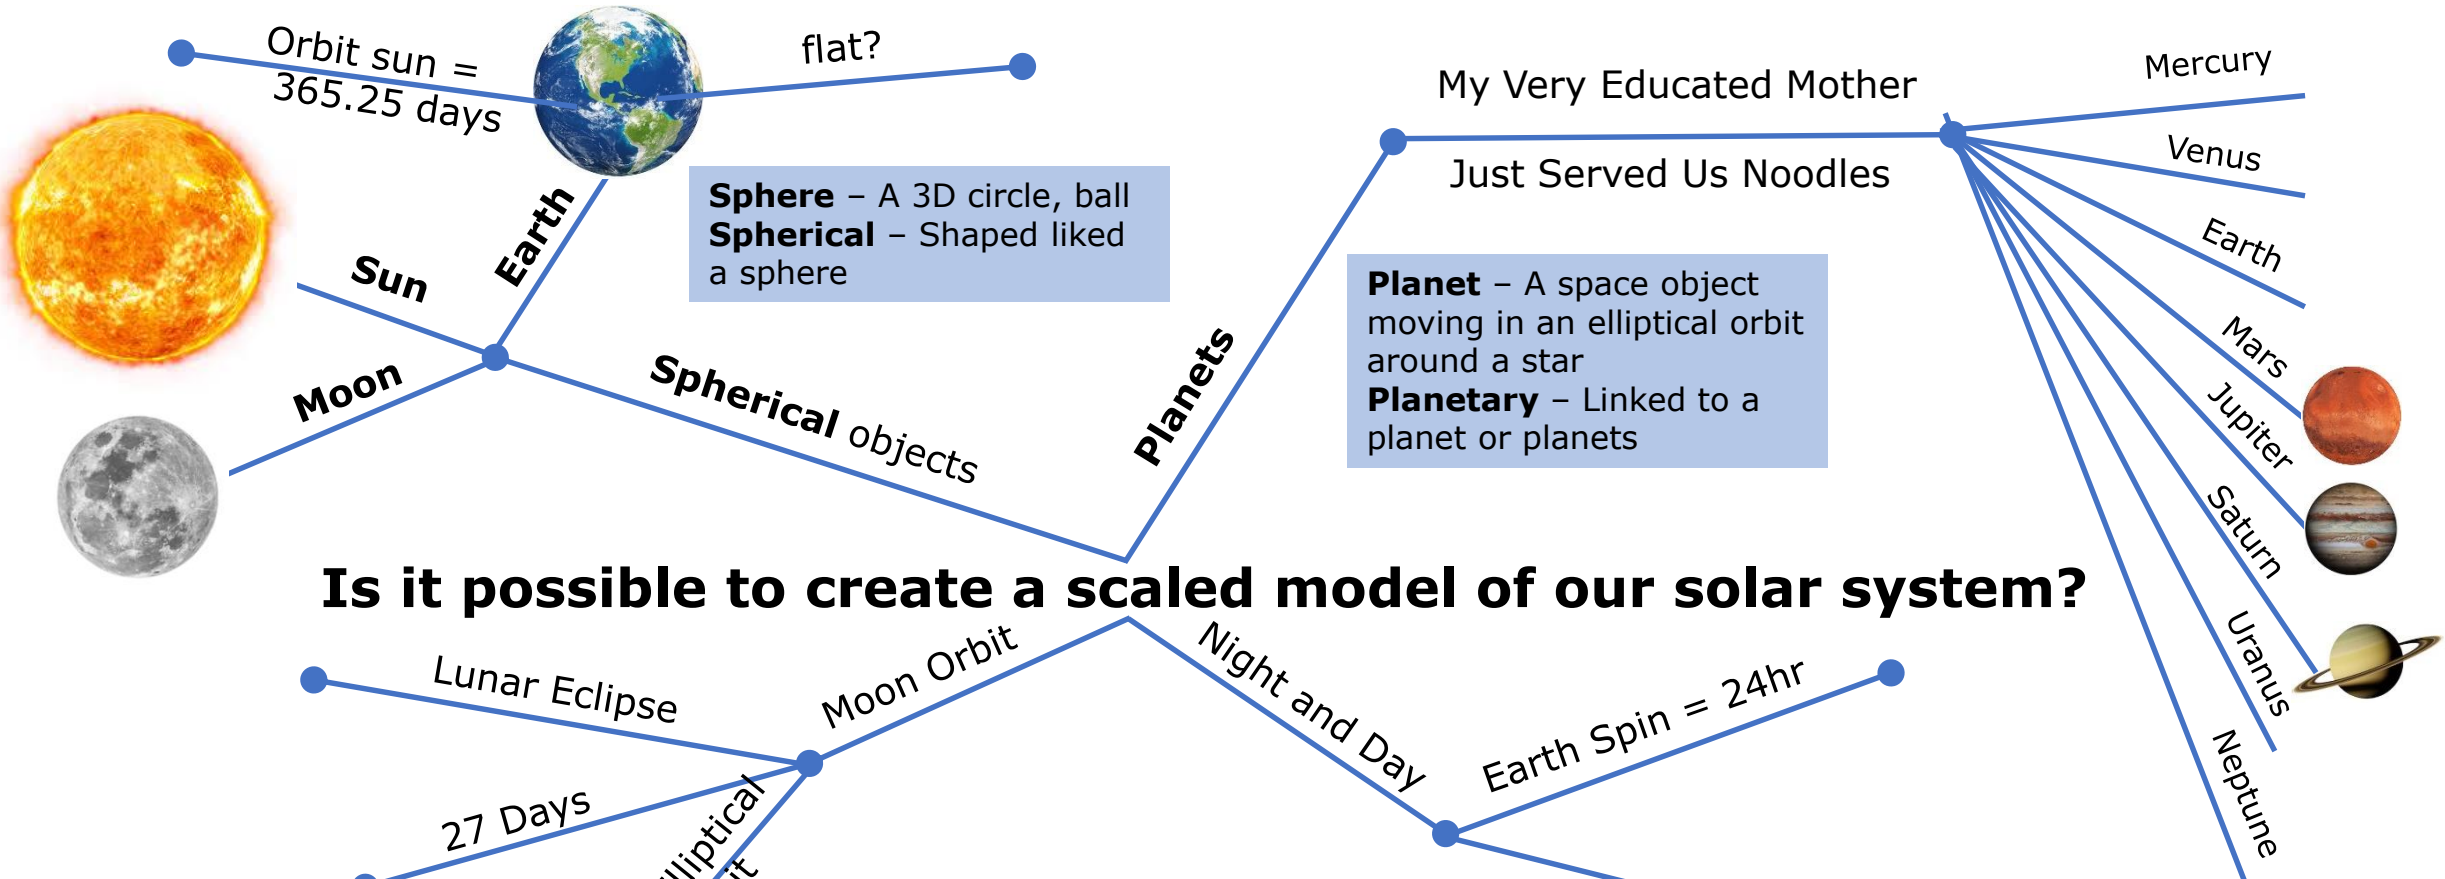 Orbit sun =
365.25 days
flat?
Earth
Sun
Moon
Sphere – A 3D circle, ball
Spherical – Shaped liked
a sphere
Spherical objects
Planets
My Very Educated Mother
Just Served Us Noodles
Planet – A space object
moving in an elliptical orbit
around a star
Planetary – Linked to a
planet or planets
Mercury
Venus
Earth
Mars
Jupiter
Saturn
Uranus
Neptune
Is it possible to create a scaled model of our solar system?
Moon Orbit
Lunar Eclipse
27 Days
Night and Day
Earth Spin = 24hr